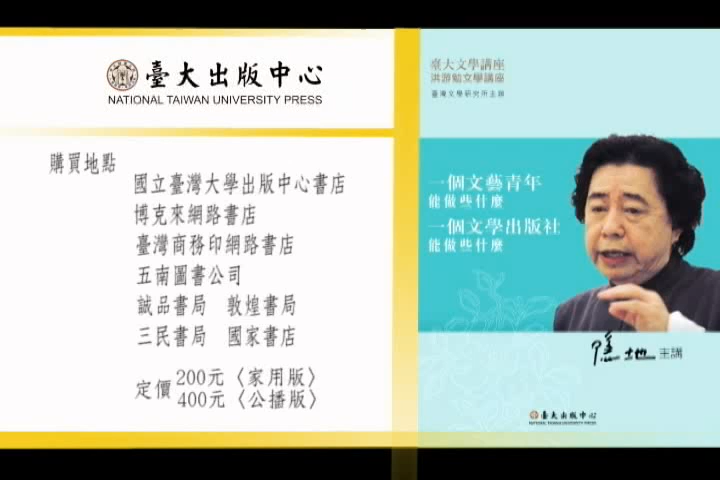 臺大出版中心
NATIONAL TAIWAN UNIVERSITY PRESS
購買地點
國立臺灣大學出版中心書店
博克來網路書店
臺灣商務印網路書店
五南圖書公司
誠品書局 敦煌書局
三民書局 國家書店
定價 200元〈家用版〉
400元〈公播版〉
臺大文學講座
洪游勉文學講座
臺灣文學研究所主辦
一個文藝青年
能做些什麼
一個文學出版社
能做些什麼
隱地 主講
臺大出版中心
NATIONAL TAIWAN UNIVERSITY PRESS